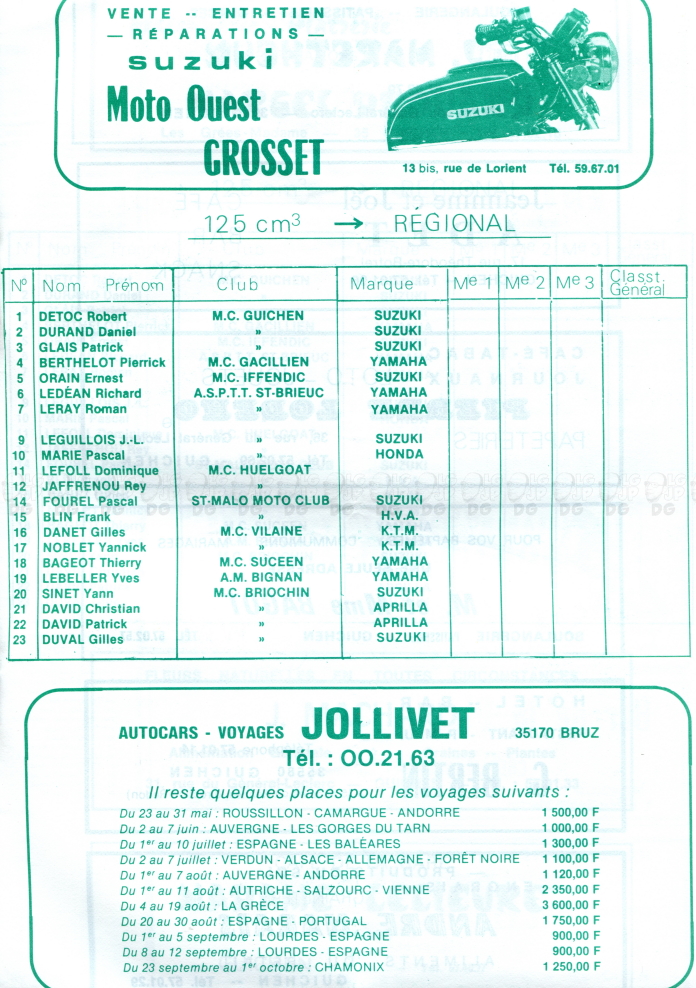 VENTE -- ENTRETIEN
— RÉPARATIONS —
Suzuki
Moto Ouest
GROSSET
SUZUKI
13 bis, rue de Lorient Tél. 59.67.01
125 cm3 → RÉGIONAL
Nº Nom Prénom Club Marque Me 1 Me 2 Me 3 Classt. Général
1 DETOC Robert M.C. GUICHEN SUZUKI
2 DURAND Daniel » SUZUKI
3 GLAIS Patrick » SUZUKI
4 BERTHELOT Pierrick M.C. GACILLIEN YAMAHA
5 ORAIN Ernest M.C. IFFENDIC SUZUKI
6 LEDÉAN Richard A.S.P.T.T. ST-BRIEUC YAMAHA
7 LERAY Roman » YAMAHA
9 LEGUILLOIS J.-L. » SUZUKI
10 MARIE Pascal » HONDA
11 LEFOLL Dominique M.C. HUELGOAT
12 JAFFRENOU Rey »
14 FOUREL Pascal ST-MALO MOTO CLUB SUZUKI
15 BLIN Frank » H.V.A.
16 DANET Gilles M.C. VILAINE K.T.M.
17 NOBLET Yannick » K.T.M.
18 BAGEOT Thierry M.C. SUCEEN YAMAHA
19 LEBELLER Yves A.M. BIGNAN YAMAHA
20 SINET Yann M.C. BRIOCHIN SUZUKI
21 DAVID Christian » APRILLA
22 DAVID Patrick » APRILLA
23 DUVAL Gilles » SUZUKI
AUTOCARS - VOYAGES JOLLIVET 35170 BRUZ
Tél. : OO.21.63
Il reste quelques places pour les voyages suivants :
Du 23 au 31 mai : ROUSSILLON - CAMARGUE - ANDORRE 1 500,00 F
Du 2 au 7 juin : AUVERGNE - LES GORGES DU TARN 1 000,00 F
Du 1er au 10 juillet : ESPAGNE - LES BALÉARES 1 300,00 F
Du 2 au 7 juillet : VERDUN - ALSACE - ALLEMAGNE - FORÊT NOIRE 1 100,00 F
Du 1er au 7 août : AUVERGNE - ANDORRE 1 120,00 F
Du 1er au 11 août : AUTRICHE - SALZOURC - VIENNE 2 350,00 F
Du 4 au 19 août : LA GRÈCE 3 600,00 F
Du 20 au 30 août : ESPAGNE - PORTUGAL 1 750,00 F
Du 1er au 5 septembre : LOURDES - ESPAGNE 900,00 F
Du 8 au 12 septembre : LOURDES - ESPAGNE 900,00 F
Du 23 septembre au 1er octobre : CHAMONIX 1 250,00 F